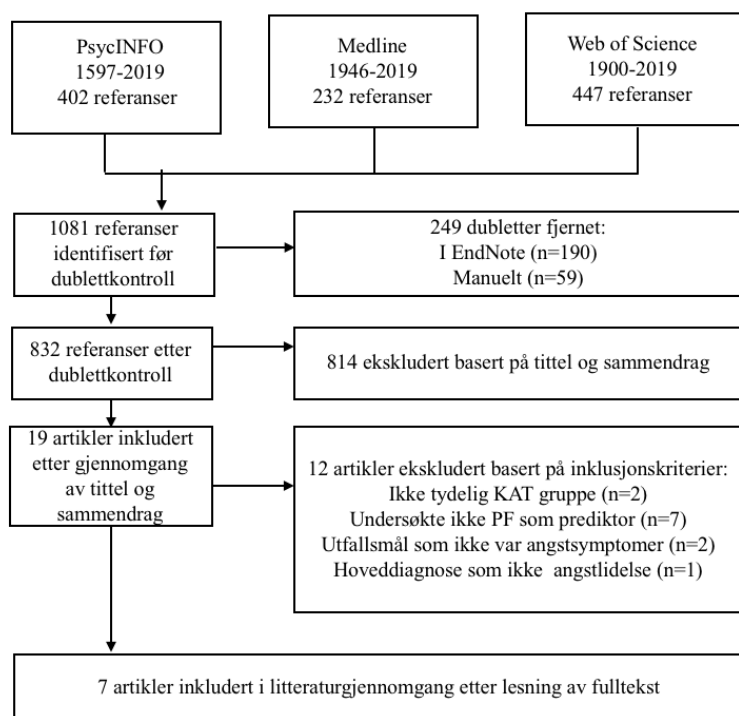 PsycINFO
1597-2019
402 referanser
Medline
1946-2019
232 referanser
Web of Science
1900-2019
447 referanser
1081 referanser
identifisert før
dublettkontroll
249 dubletter fjernet:
I EndNote (n=190)
Manuelt (n=59)
832 referanser etter
dublettkontroll
814 ekskludert basert på tittel og sammendrag
19 artikler inkludert
etter gjennomgang
av tittel og
sammendrag
12 artikler ekskludert basert på inklusjonskriterier:
Ikke tydelig KAT gruppe (n=2)
Undersøkte ikke PF som prediktor (n=7)
Utfallsmål som ikke var angstsymptomer (n=2)
Hoveddiagnose som ikke angstlidelse (n=1)
7 artikler inkludert i litteraturgjennomgang etter lesning av fulltekst